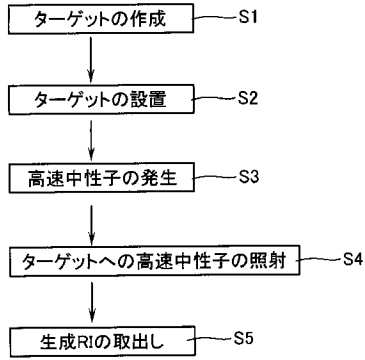 ターゲットの作成 S1
ターゲットの設置 S2
高速中性子の発生 S3
ターゲットへの高速中性子の照射 S4
生成RIの取出し S5